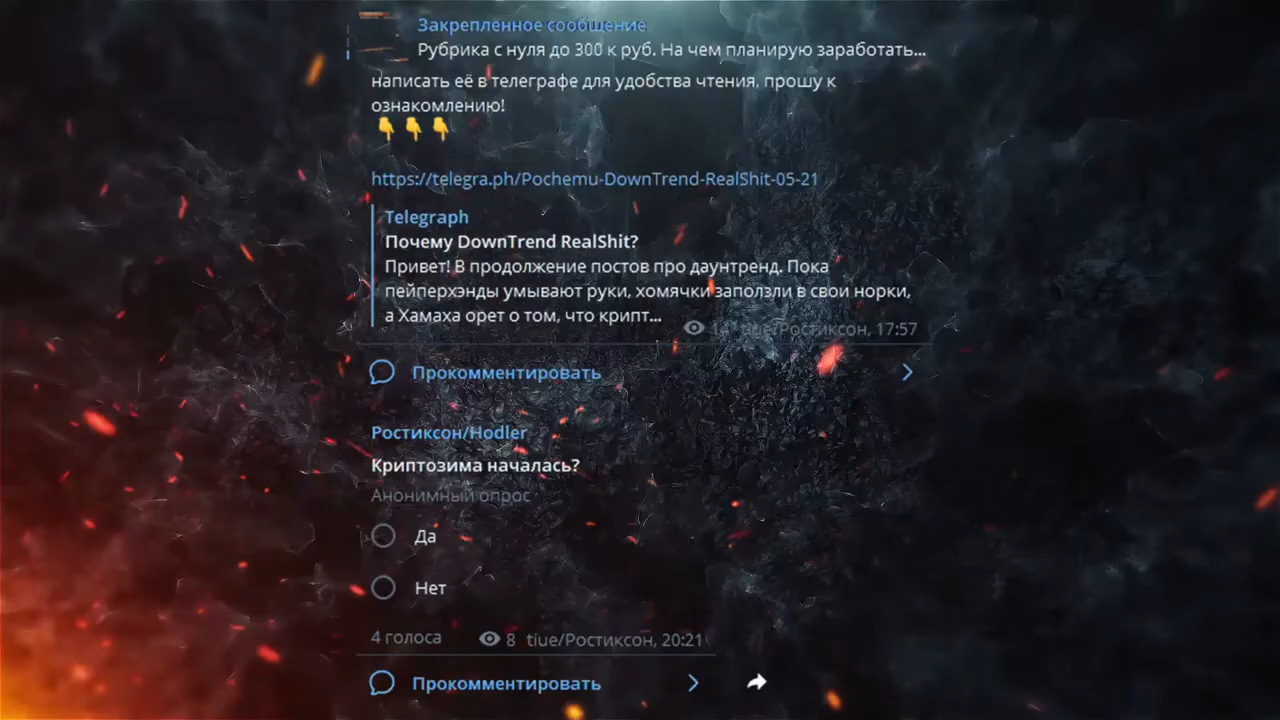 Закреплённое сообщение
Рубрика с нуля до 300 к руб. На чем планирую заработать...
написать её в телеграфе для удобства чтения, прошу к
ознакомлению!
👇👇👇
https://telegra.ph/Pochemu-DownTrend-RealShit-05-21
Telegraph
Почему DownTrend RealShit?
Привет! В продолжение постов про даунтренд. Пока
пейперхэнды умывают руки, хомячки заползли в свои норки,
а Хамаха орет о том, что крипт...
tiue/Ростиксон, 17:57
Прокомментировать
Ростиксон/Hodler
Криптозима началась?
Анонимный опрос
Да
Нет
4 голоса 8 tiue/Ростиксон, 20:21
Прокомментировать